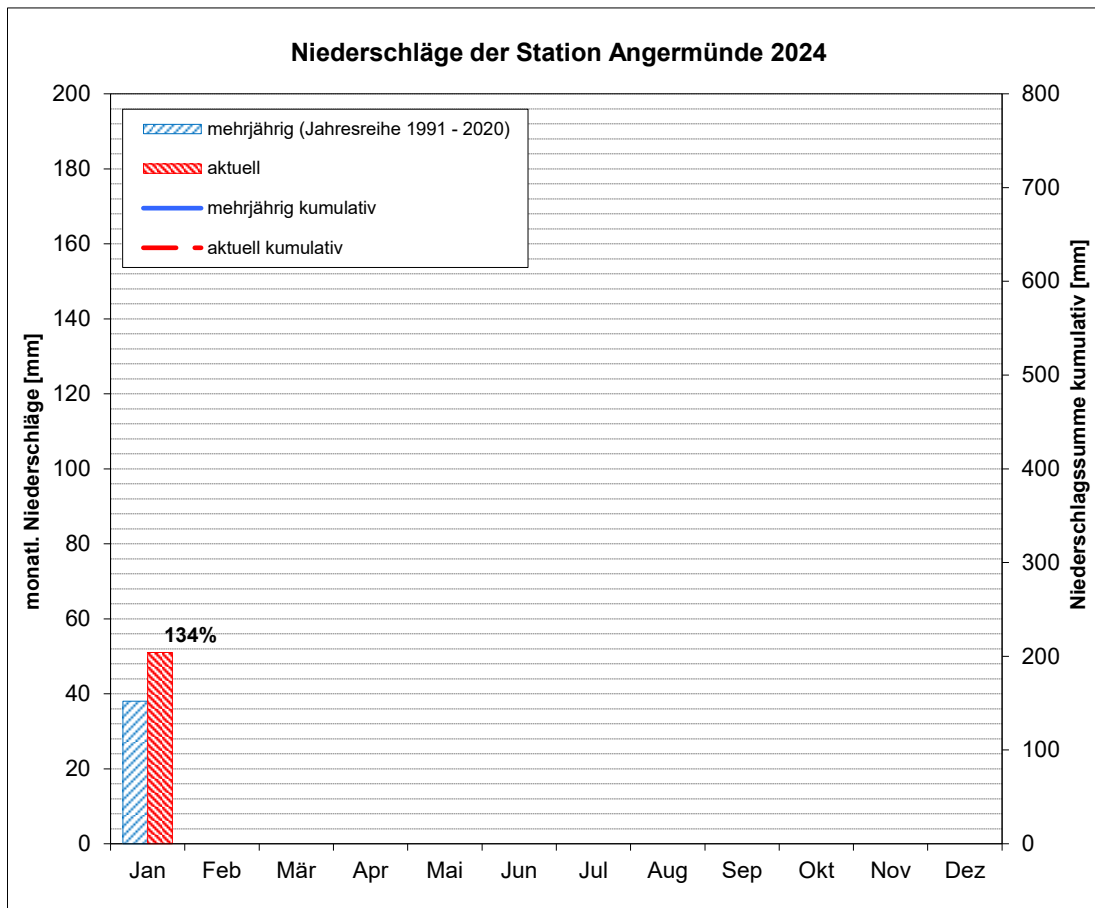 Niederschläge der Station Angermünde 2024
mehrjährig (Jahresreihe 1991 - 2020)
aktuell
mehrjährig kumulativ
aktuell kumulativ
monatl. Niederschläge [mm]
200
180
160
140
120
100
80
60
40
20
0
134%
800
700
600
500
400
300
200
100
0
Niederschlagssumme kumulativ [mm]
Jan Feb Mär Apr Mai Jun Jul Aug Sep Okt Nov Dez